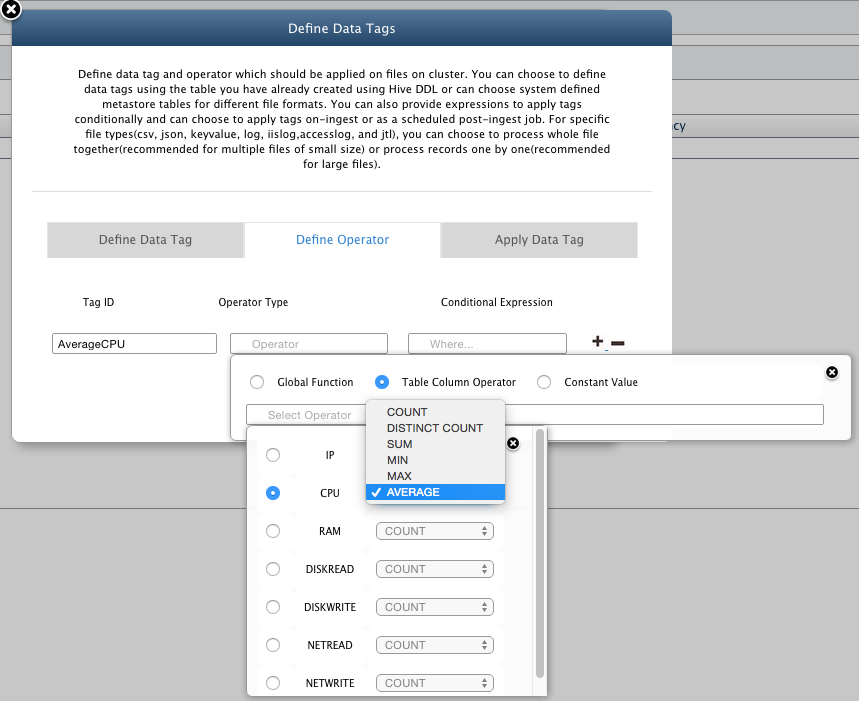 Define Data Tags
Define data tag and operator which should be applied on files on cluster. You can choose to define
data tags using the table you have already created using Hive DDL or can choose system defined
metastore tables for different file formats. You can also provide expressions to apply tags
conditionally and can choose to apply tags on-ingest or as a scheduled post-ingest job. For specific
file types(csv, json, keyvalue, log, iislog,accesslog, and jtl), you can choose to process whole file
together(recommended for multiple files of small size) or process records one by one(recommended
for large files).
cy
Define Data Tag Define Operator Apply Data Tag
Tag ID Operator Type Conditional Expression
AverageCPU Operator Where...
Global Function Table Column Operator Constant Value
Select Operator
COUNT
DISTINCT COUNT
SUM
MIN
MAX
✓ AVERAGE
IP
CPU
RAM COUNT
DISKREAD COUNT
DISKWRITE COUNT
NETREAD COUNT
NETWRITE COUNT